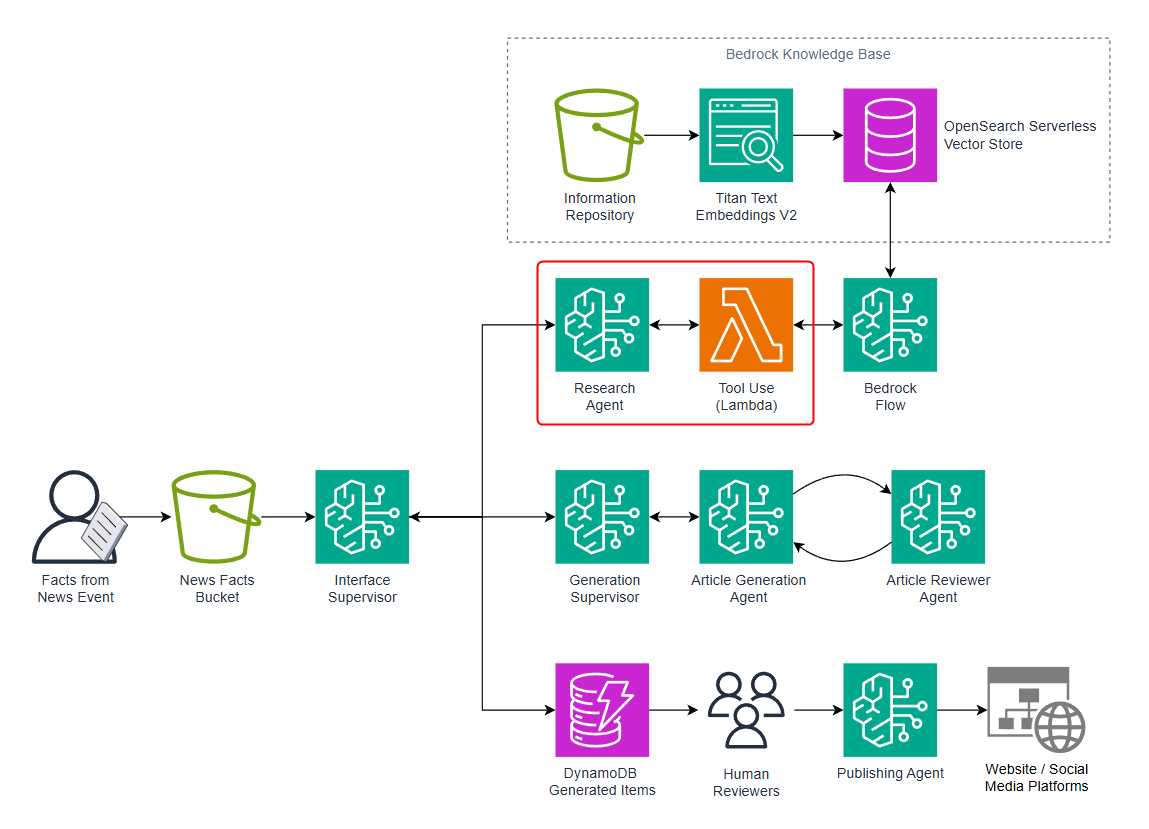 Bedrock Knowledge Base
OpenSearch Serverless
Vector Store
Information
Repository
Titan Text
Embeddings V2
Research
Agent
Tool Use
(Lambda)
Bedrock
Flow
Facts from
News Event
News Facts
Bucket
Interface
Supervisor
Generation
Supervisor
Article Generation
Agent
Article Reviewer
Agent
DynamoDB
Generated Items
Human
Reviewers
Publishing Agent
Website / Social
Media Platforms